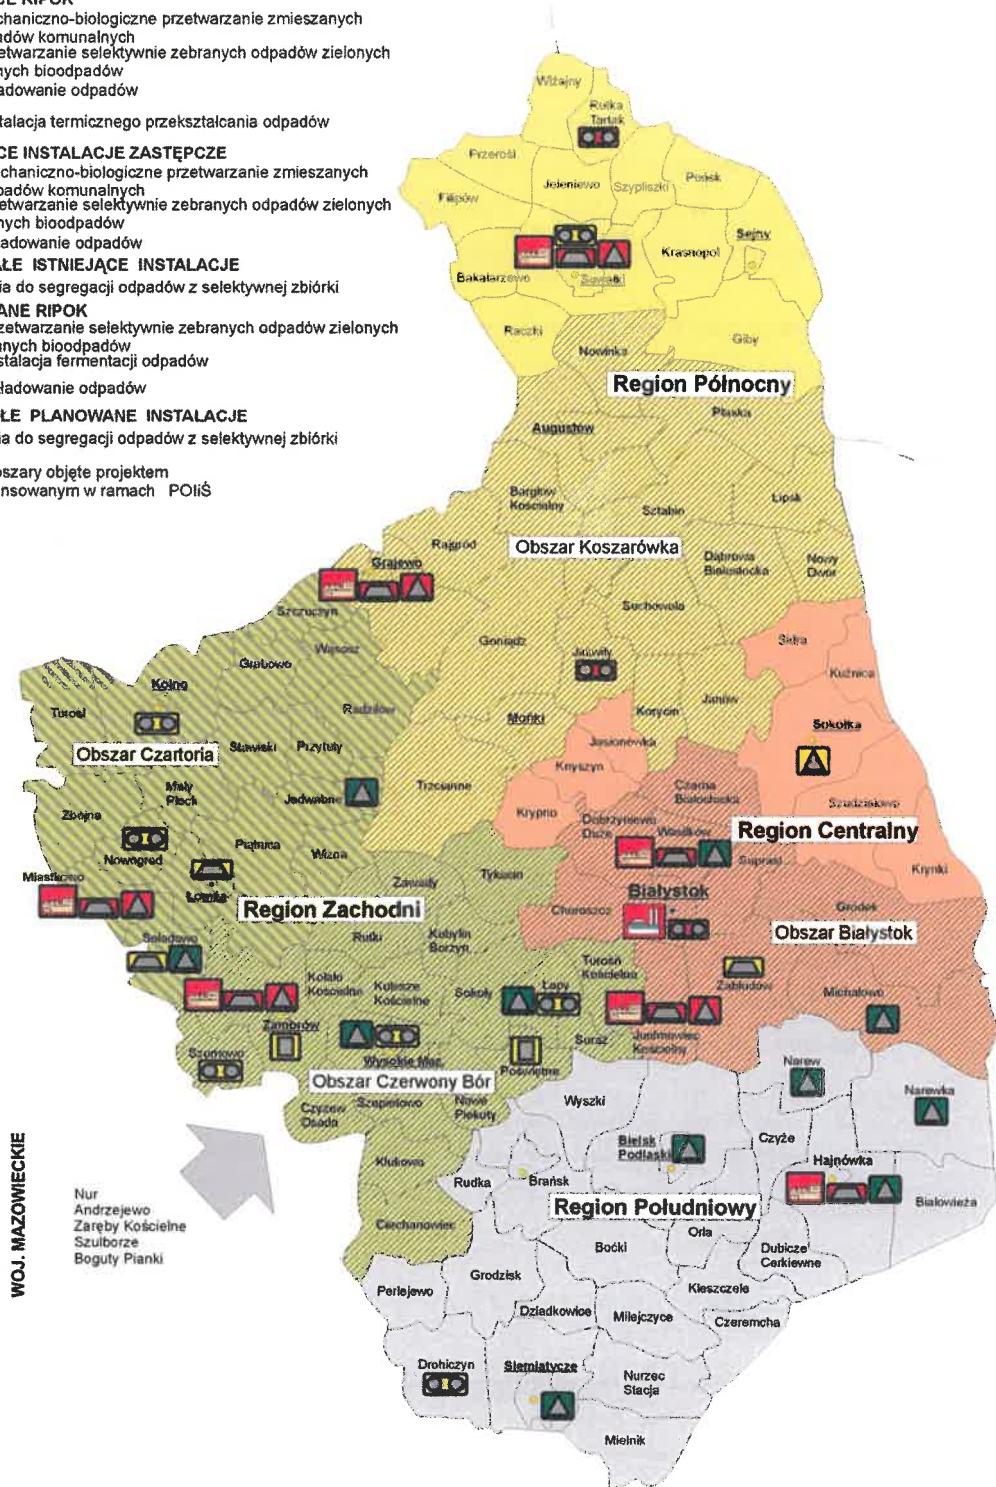 chaniczno-biologiczne przetwarzanie zmieszanych
adów komunalnych
etwarzanie selektywnie zebranych odpadów zielonych
nych bioodpadów
adowanie odpadów
talacja termicznego przekształcania odpadów
CE INSTALACJE ZASTĘPCZE
chaniczno-biologiczne przetwarzanie zmieszanych
padów komunalnych
etwarzanie selektywnie zebranych odpadów zielonych
nych bioodpadów
ładowanie odpadów
AŁE ISTNIEJĄCE INSTALACJE
ia do segregacji odpadów z selektywnej zbiórki
ANE RIPOK
zetwarzanie selektywnie zebranych odpadów zielonych
anych bioodpadów
stalacja fermentacji odpadów
kładowanie odpadów
AŁE PLANOWANE INSTALACJE
ia do segregacji odpadów z selektywnej zbiórki
bszary objęte projektem
nsowanym w ramach POIiŚ
Wiżajny
Rutka
Tartak
Przerośl
Jeleniewo
Szypliszki
Puńsk
Filipów
Sejny
Krasnopol
Bakałarzewo
Suwałki
Raczki
Giby
Nowinka
Region Północny
Płaska
Augustów
Bargłów
Kościelny
Lipsk
Sztabin
Rajgród
Obszar Koszarówka
Dąbrowa
Białostocka
Nowy
Dwór
Grajewo
Suchowola
Szczuczyn
Sidra
Wąsosz
Goniądz
Jaświły
Grabowo
Kuźnica
Kolno
Janów
Radziłów
Korycin
Turośl
Mońki
Sokółka
Obszar Czartoria
Stawiski
Przytuły
Jasionówka
Knyszyn
Trzcianne
Mały
Płock
Jedwabne
Czarna
Białostocka
Szudziałowo
Zbójna
Krypno
Dobrzyniewo
Duże
Wasilków
Region Centralny
Piątnica
Wizna
Nowogród
Supraśl
Krynki
Tykocin
Miastkowo
Zawady
Białystok
Łomża
Region Zachodni
Choroszcz
Gródek
Obszar Białystok
Śniadowo
Rutki
Kobylin
Borzyn
Turośń
Kościelna
Kołaki
Kościelne
Kulesze
Kościelne
Sokoły
Łapy
Zabłudów
Michałowo
Zambrów
Suraż
Juchnowiec
Kościelny
Szumowo
Wysokie Maz.
Poświętne
Narew
Obszar Czerwony Bór
Narewka
Czyżew
Osada
Szepietowo
Nowe
Piekuty
Wyszki
Bielsk
Podlaski
Czyże
Klukowo
Hajnówka
Rudka
Brańsk
Białowieża
Region Południowy
Ciechanowiec
Orla
Boćki
Dubicze
Cerkiewne
Grodzisk
Kleszczele
Perlejewo
Dziadkowice
Milejczyce
Czeremcha
Drohiczyn
Siemiatycze
Nurzec
Stacja
Mielnik
WOJ. MAZOWIECKIE
Nur
Andrzejewo
Zaręby Kościelne
Szulborze
Boguty Pianki